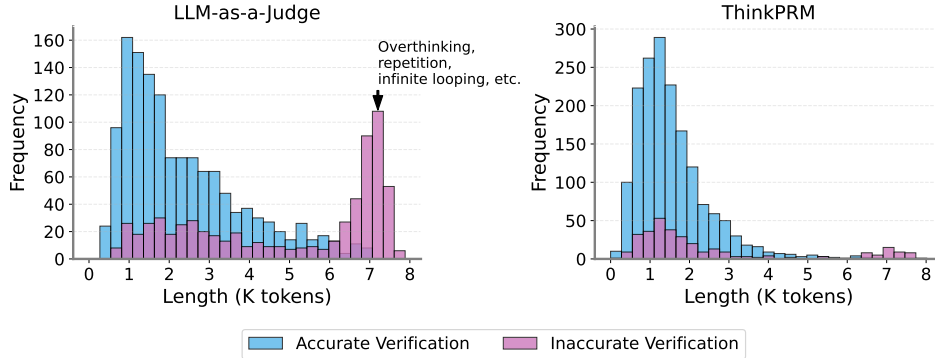 LLM-as-a-Judge
Frequency
160
140
120
100
80
60
40
20
0
Overthinking,
repetition,
infinite looping, etc.
0 1 2 3 4 5 6 7 8
Length (K tokens)
ThinkPRM
Frequency
300
250
200
150
100
50
0
0 1 2 3 4 5 6 7 8
Length (K tokens)
Accurate Verification
Inaccurate Verification